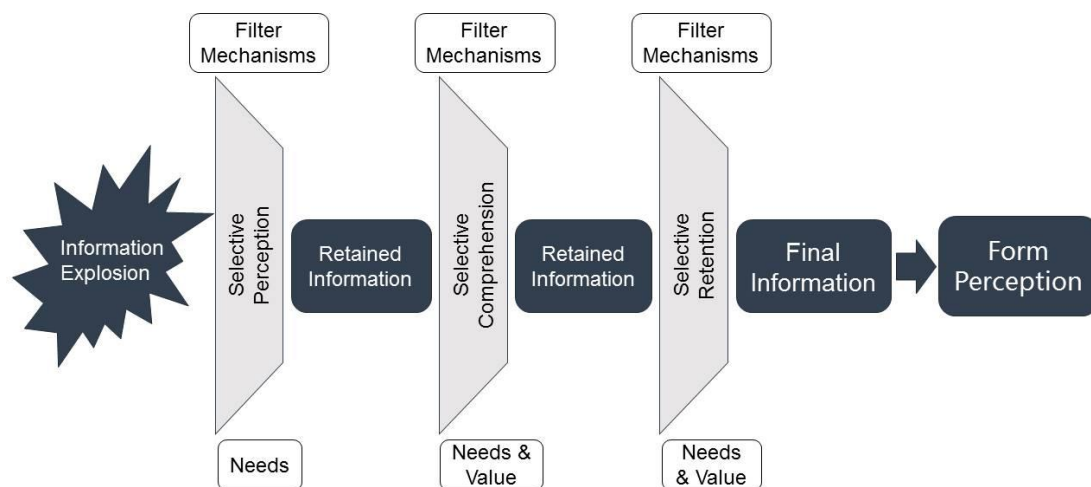 Filter
Mechanisms
Filter
Mechanisms
Filter
Mechanisms
Information
Explosion
Selective
Perception
Retained
Information
Selective
Comprehension
Retained
Information
Selective
Retention
Final
Information
Form
Perception
Needs
Needs &
Value
Needs
& Value